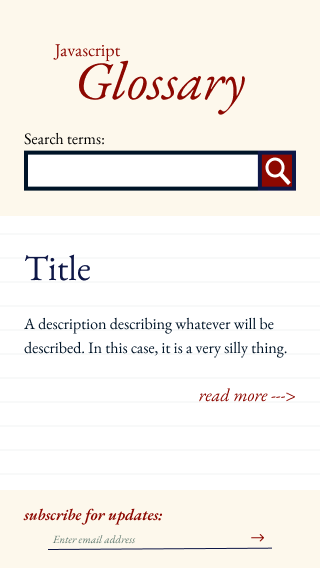 Javascript
Glossary
Search terms:
Title
A description describing whatever will be
described. In this case, it is a very silly thing.
read more --->
subscribe for updates:
Enter email address
→